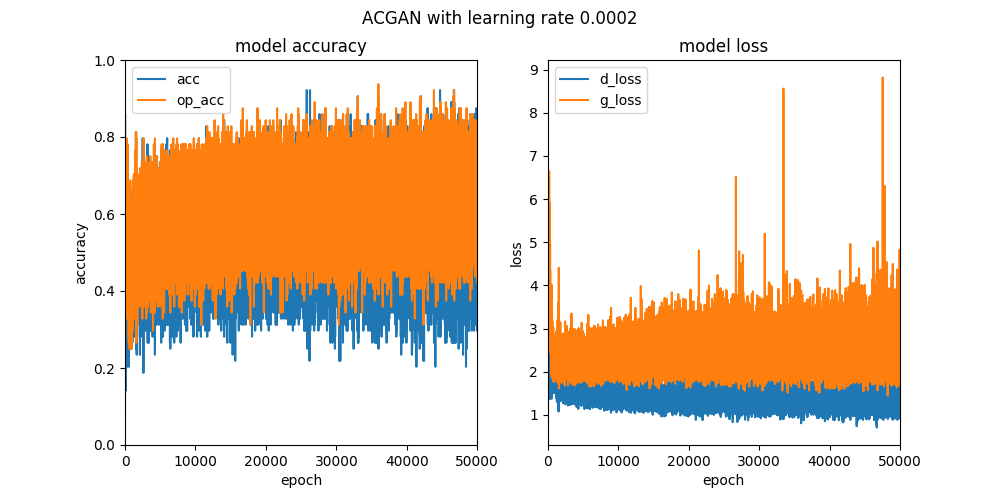 ACGAN with learning rate 0.0002
model accuracy
acc
op_acc
accuracy
1.0
0.8
0.6
0.4
0.2
0.0
0 10000 20000 30000 40000 50000
epoch
model loss
d_loss
g_loss
loss
9
8
7
6
5
4
3
2
1
0 10000 20000 30000 40000 50000
epoch